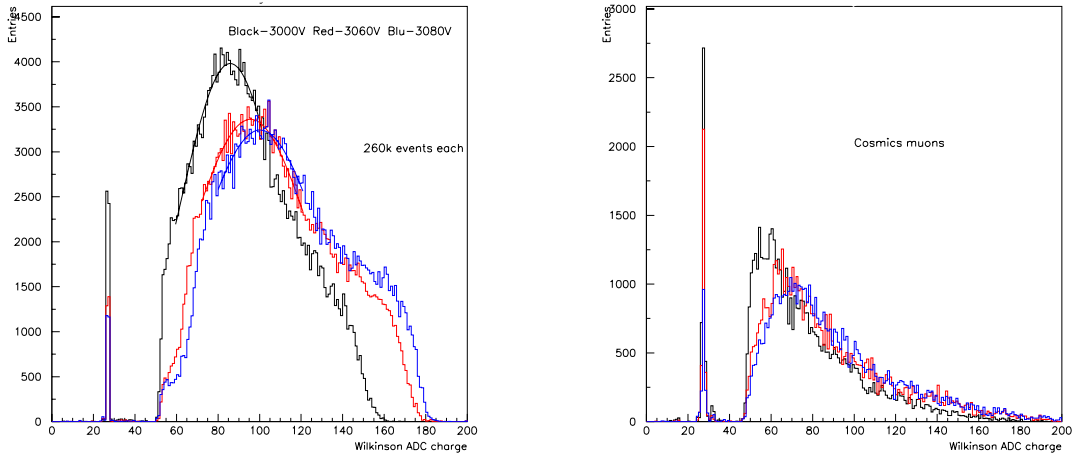 Entries
Black-3000V Red-3060V Blu-3080V
260k events each
4500
4000
3500
3000
2500
2000
1500
1000
500
0
0 20 40 60 80 100 120 140 160 180 200
Wilkinson ADC charge
Entries
Cosmics muons
3000
2500
2000
1500
1000
500
0
0 20 40 60 80 100 120 140 160 180 200
Wilkinson ADC charge